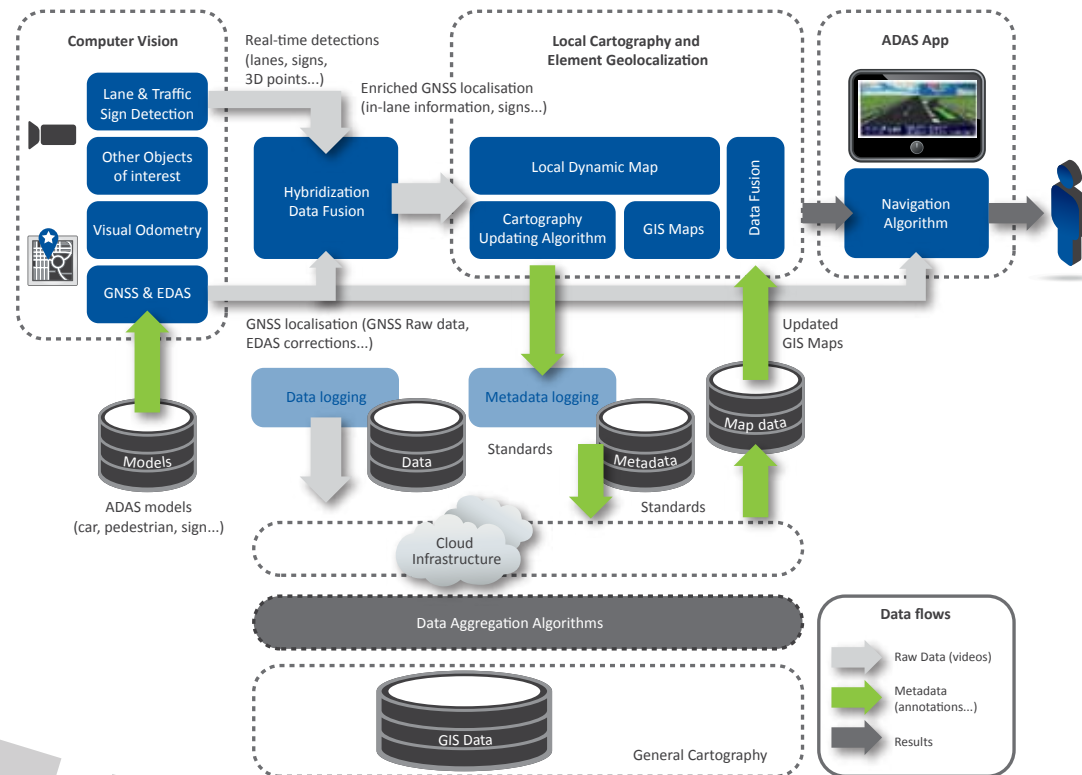 Computer Vision
Lane & Traffic
Sign Detection
Other Objects
of interest
Visual Odometry
GNSS & EDAS
Real-time detections
(lanes, signs,
3D points...)
Enriched GNSS localisation
(in-lane information, signs...)
Hybridization
Data Fusion
GNSS localisation (GNSS Raw data,
EDAS corrections...)
Local Cartography and
Element Geolocalization
Local Dynamic Map
Cartography
Updating Algorithm
GIS Maps
Data Fusion
ADAS App
Navigation
Algorithm
Updated
GIS Maps
Data logging
Data
Metadata logging
Standards
Metadata
Standards
Map data
Models
ADAS models
(car, pedestrian, sign...)
Cloud
Infrastructure
Data Aggregation Algorithms
GIS Data
General Cartography
Data flows
Raw Data (videos)
Metadata
(annotations...)
Results